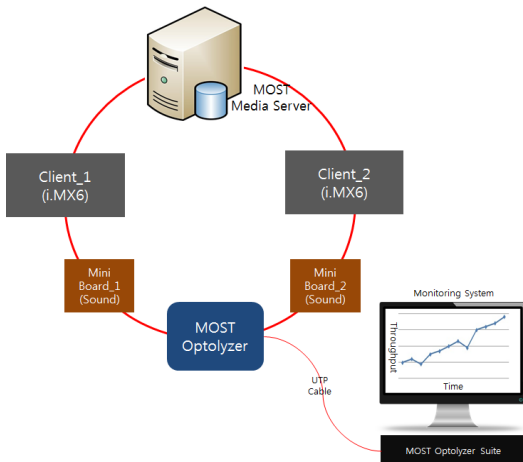 MOST
Media Server
Client_1
(i.MX6)
Client_2
(i.MX6)
Mini
Board_1
(Sound)
Mini
Board_2
(Sound)
MOST
Optolyzer
UTP
Cable
Monitoring System
Throughput
Time
MOST Optolyzer Suite